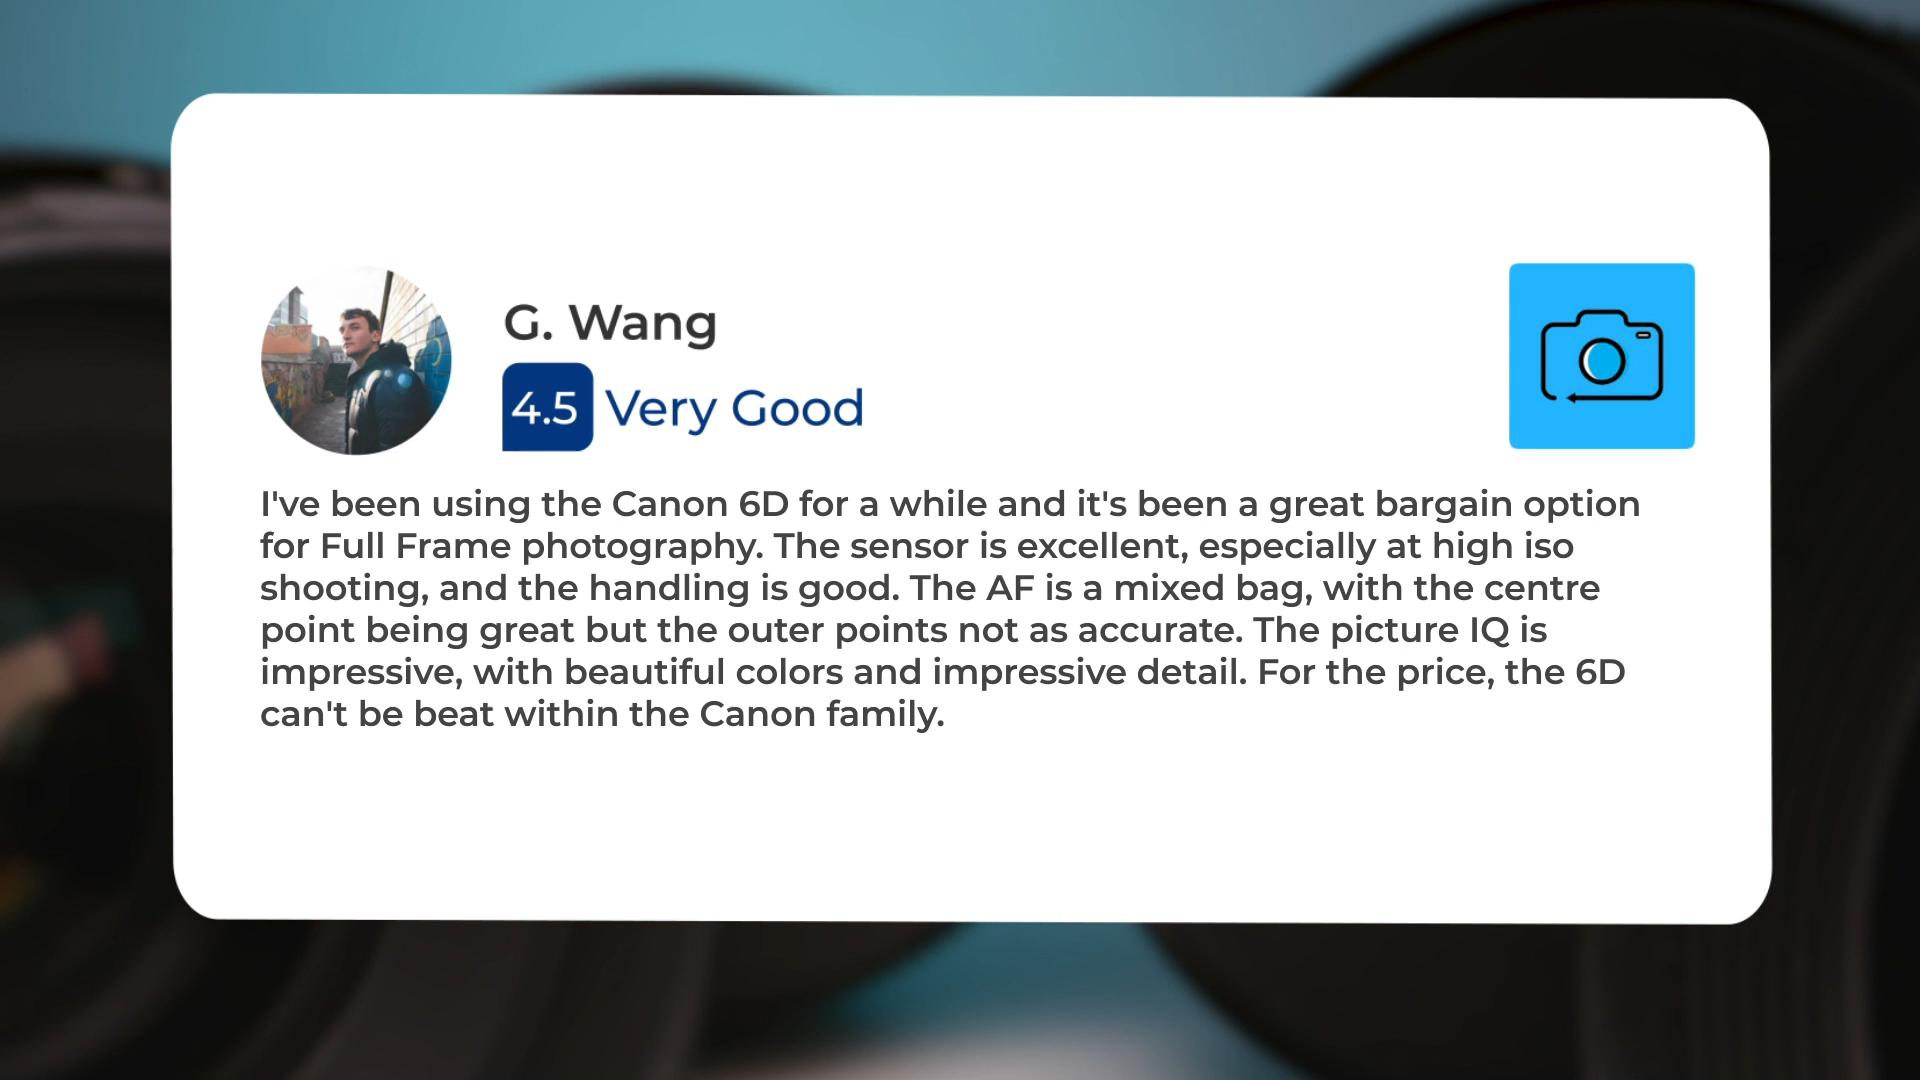 G. Wang
4.5 Very Good
I've been using the Canon 6D for a while and it's been a great bargain option
for Full Frame photography. The sensor is excellent, especially at high iso
shooting, and the handling is good. The AF is a mixed bag, with the centre
point being great but the outer points not as accurate. The picture IQ is
impressive, with beautiful colors and impressive detail. For the price, the 6D
can't be beat within the Canon family.